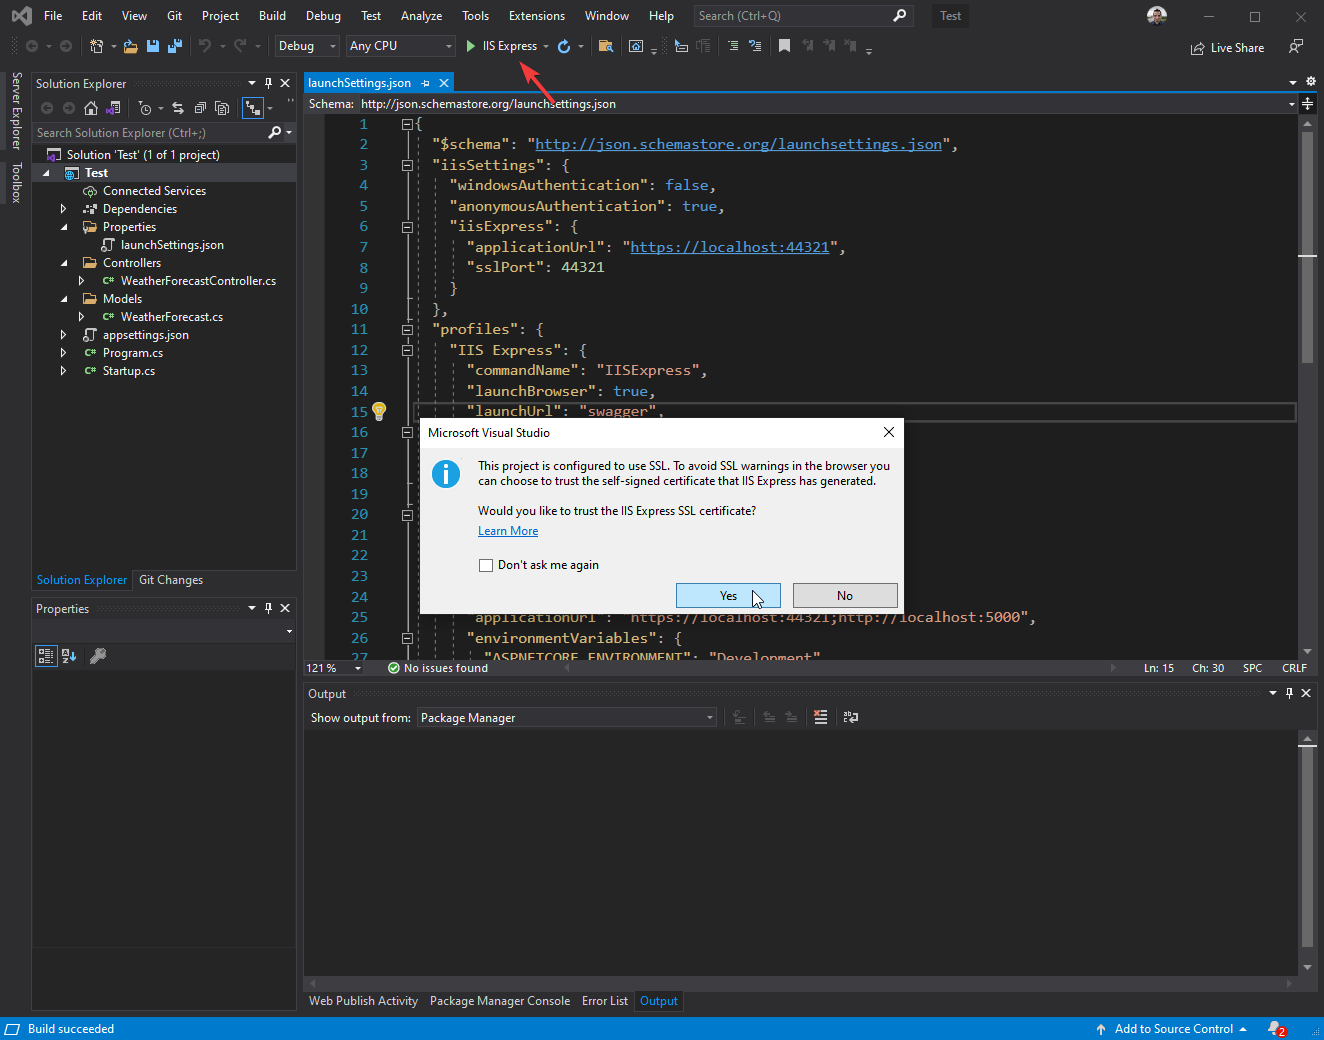 File Edit View Git Project Build Debug Test Analyze Tools Extensions Window Help Search (Ctrl+Q) Test
Debug Any CPU IIS Express Live Share
Server Explorer
Toolbox
Solution Explorer
Search Solution Explorer (Ctrl+;)
Solution 'Test' (1 of 1 project)
Test
Connected Services
Dependencies
Properties
launchSettings.json
Controllers
C# WeatherForecastController.cs
Models
C# WeatherForecast.cs
appsettings.json
C# Program.cs
C# Startup.cs
Solution Explorer Git Changes
Properties
launchSettings.json
Schema: http://json.schemastore.org/launchsettings.json
1 {
2 "$schema": "http://json.schemastore.org/launchsettings.json",
3 "iisSettings": {
4 "windowsAuthentication": false,
5 "anonymousAuthentication": true,
6 "iisExpress": {
7 "applicationUrl": "https://localhost:44321",
8 "sslPort": 44321
9 }
10 },
11 "profiles": {
12 "IIS Express": {
13 "commandName": "IISExpress",
14 "launchBrowser": true,
15 "launchUrl": "swagger",
16
17
18
19
20
21
22
23
24
25 "applicationUrl": "https://localhost:44321;http://localhost:5000",
26 "environmentVariables": {
27 "ASPNETCORE_ENVIRONMENT": "Development"
Microsoft Visual Studio
This project is configured to use SSL. To avoid SSL warnings in the browser you
can choose to trust the self-signed certificate that IIS Express has generated.
Would you like to trust the IIS Express SSL certificate?
Learn More
Don't ask me again
Yes No
121 % No issues found Ln: 15 Ch: 30 SPC CRLF
Output
Show output from: Package Manager
Web Publish Activity Package Manager Console Error List Output
Build succeeded Add to Source Control 2